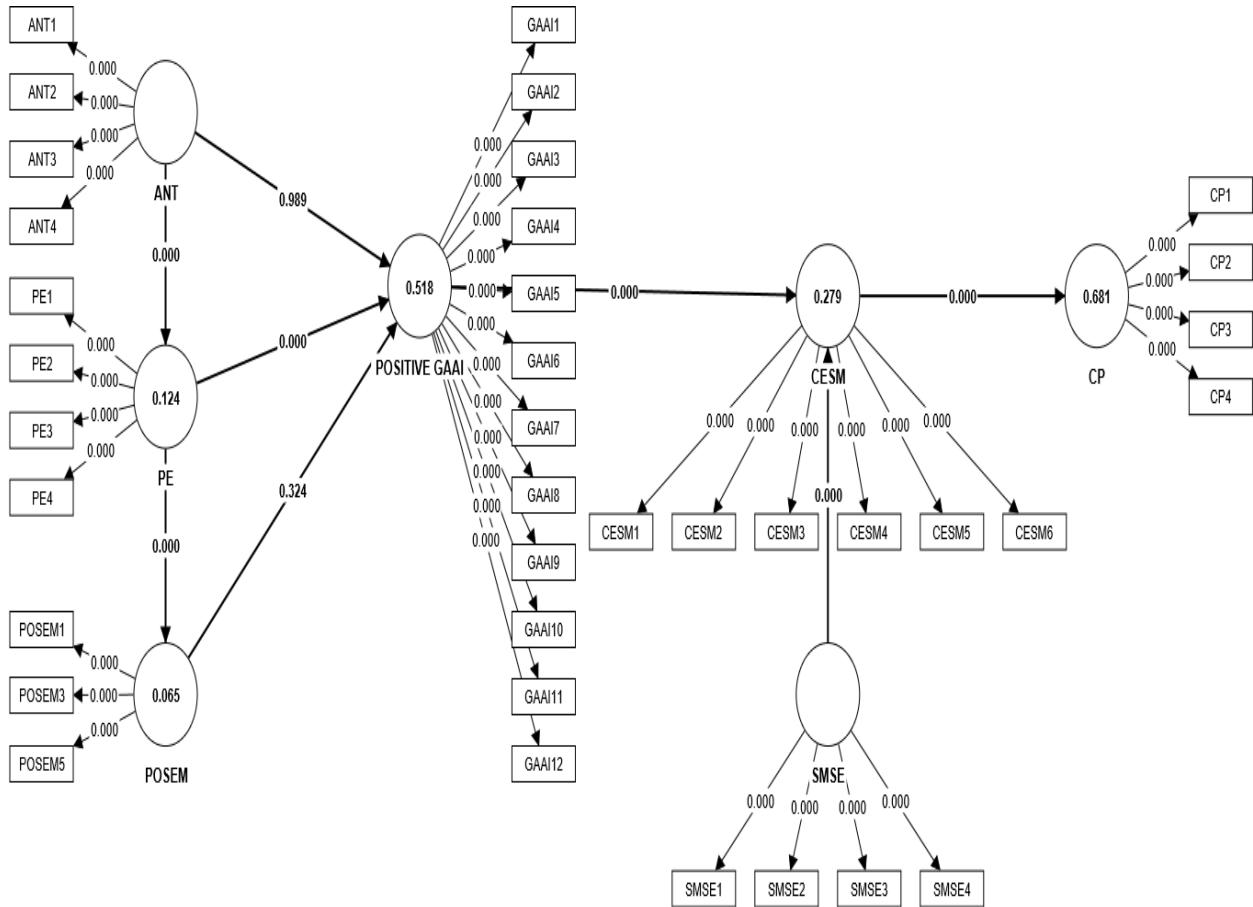 ANT1
0.000
ANT2
0.000
ANT3
0.000
ANT4
0.000
ANT
0.989
0.000
PE1
0.000
PE2
0.000
PE3
0.000
PE4
0.000
0.124
PE
0.000
0.000
0.324
POSEM1
0.000
POSEM3
0.000
POSEM5
0.000
0.065
POSEM
0.518
POSITIVE GAAI
GAAI1
0.000
GAAI2
0.000
GAAI3
0.000
GAAI4
0.000
GAAI5
0.000
GAAI6
0.000
GAAI7
0.000
GAAI8
0.000
GAAI9
0.000
GAAI10
0.000
GAAI11
0.000
GAAI12
0.000
0.000
0.279
CESM
0.000
0.000
0.000
0.000
0.000
0.000
CESM1
CESM2
CESM3
CESM4
CESM5
CESM6
0.000
0.000
0.681
CP
CP1
0.000
CP2
0.000
CP3
0.000
CP4
0.000
SMSE
0.000
0.000
0.000
0.000
SMSE1
SMSE2
SMSE3
SMSE4